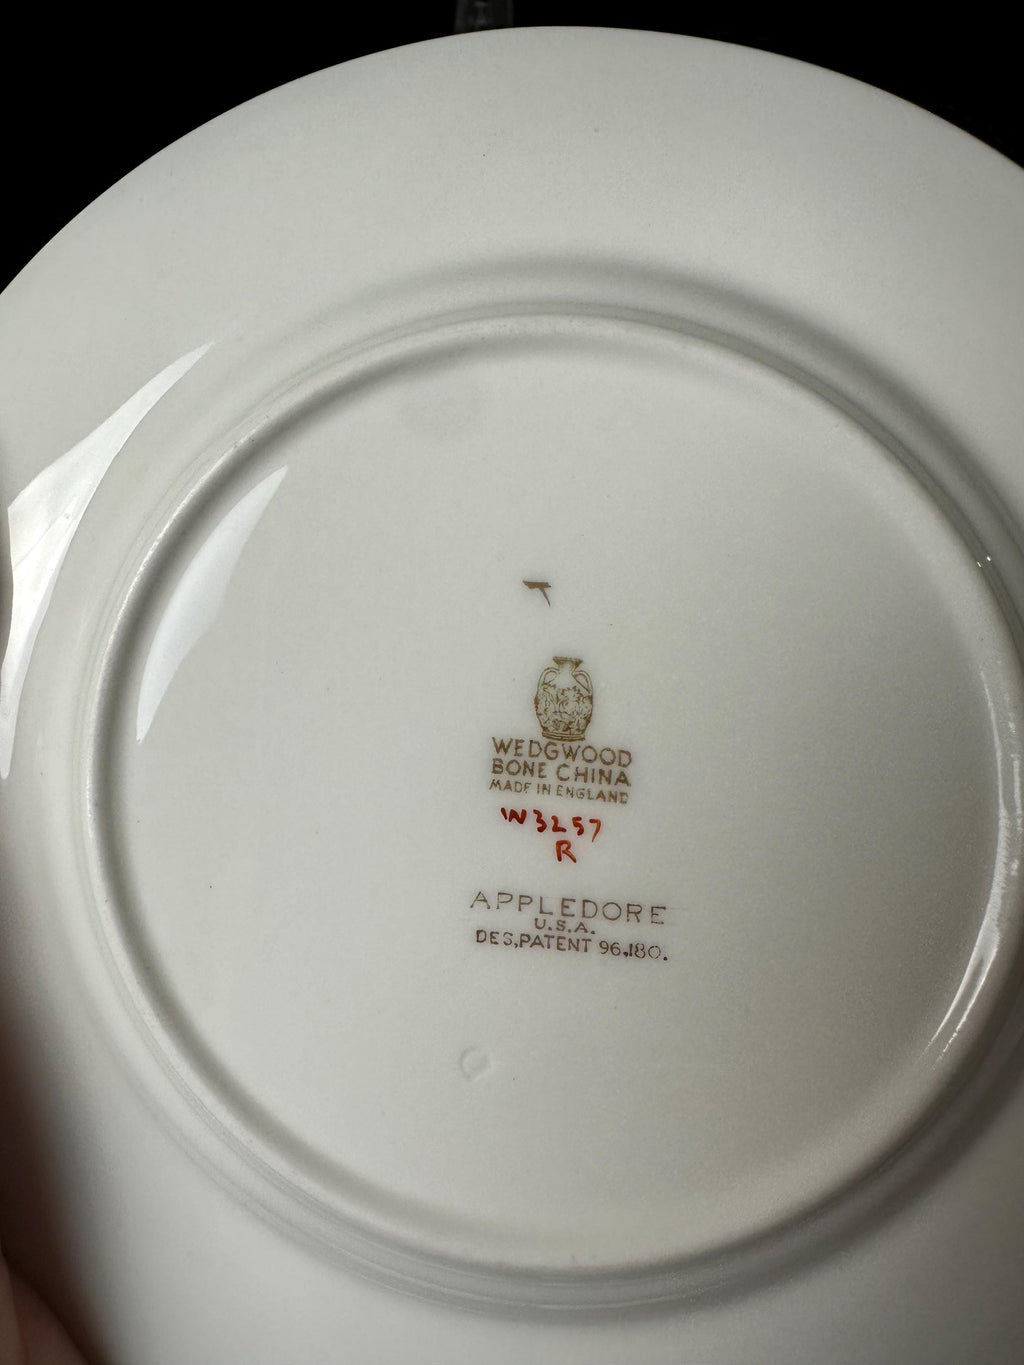 WEDGWOOD
BONE CHINA
MADE IN ENGLAND
W3257
R
APPLEDORE
U.S.A.
DES, PATENT 96,180.